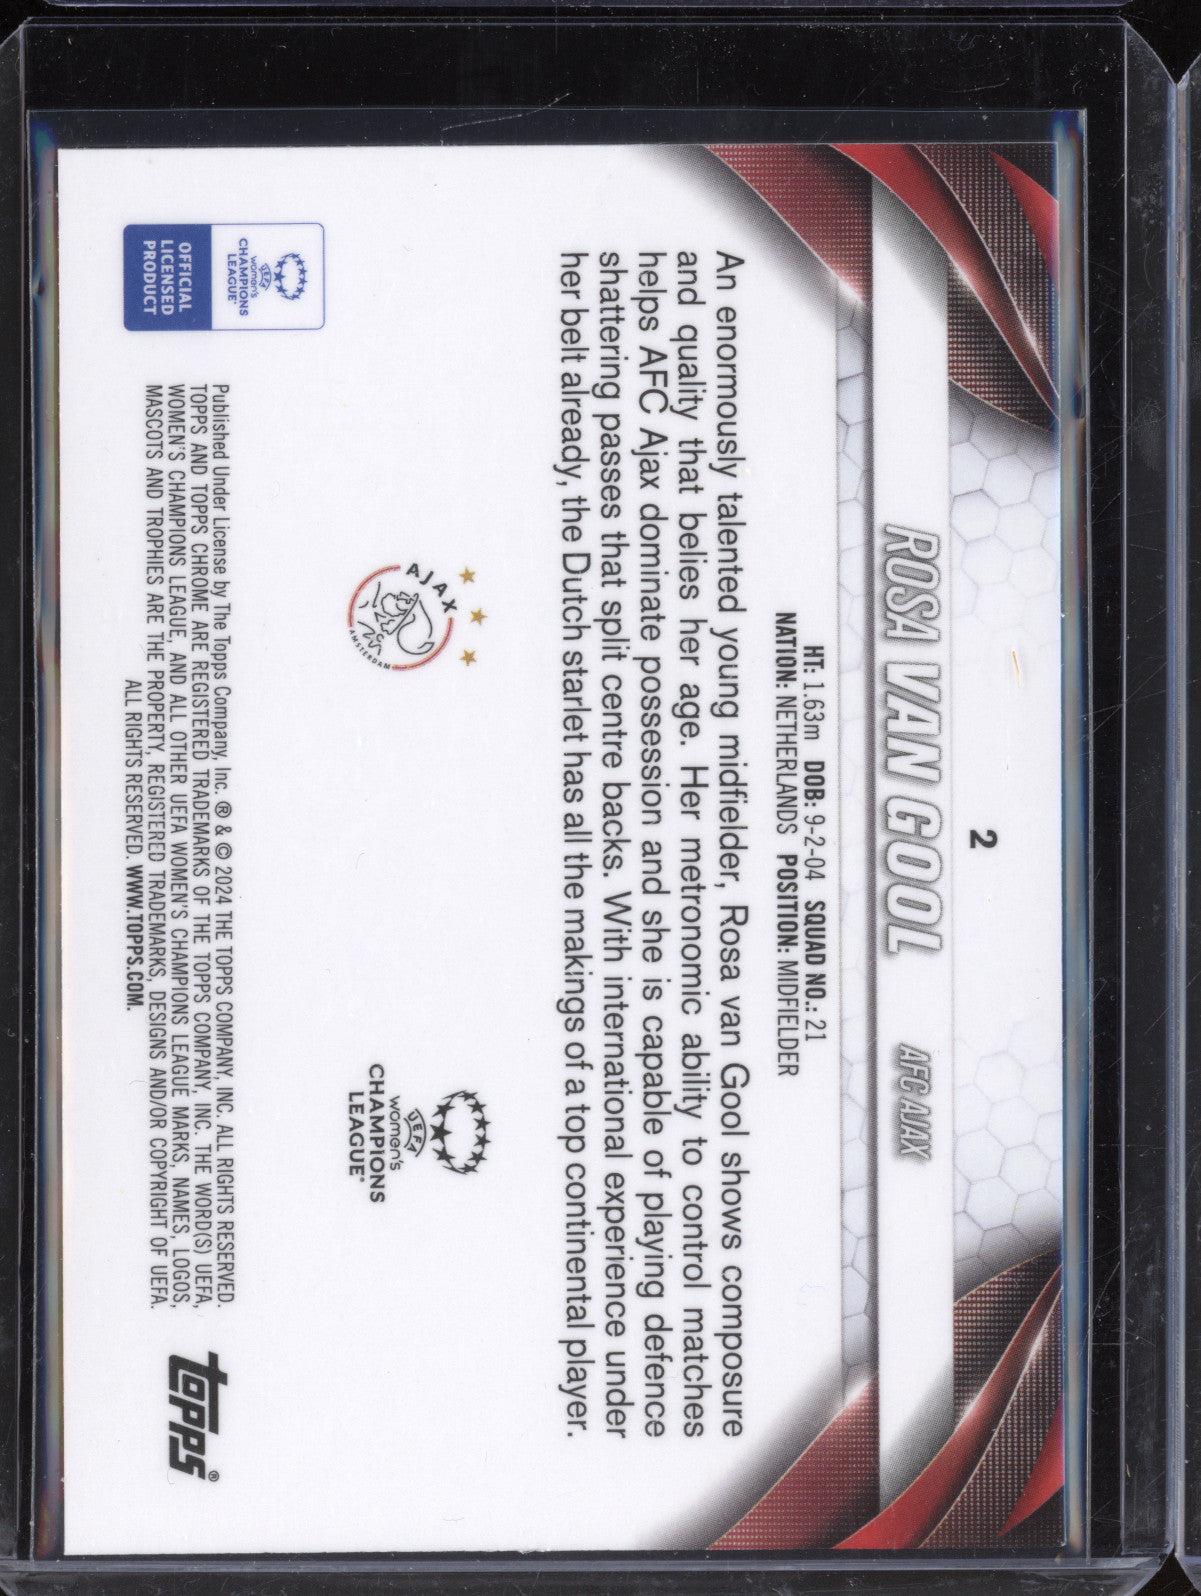 2
ROSA VAN GOOL AFC AJAX
HT: 1.63m DOB: 9-2-04 SQUAD NO.: 21
NATION: NETHERLANDS POSITION: MIDFIELDER
An enormously talented young midfielder, Rosa van Gool shows composure
and quality that belies her age. Her metronomic ability to control matches
helps AFC Ajax dominate possession and she is capable of playing defence
shattering passes that split centre backs. With international experience under
her belt already, the Dutch starlet has all the makings of a top continental player.
AJAX
AMSTERDAM
UEFA
women's
CHAMPIONS
LEAGUE®
UEFA
women's
CHAMPIONS
LEAGUE®
OFFICIAL
LICENSED
PRODUCT
Published Under License by The Topps Company, Inc. ® & © 2024 THE TOPPS COMPANY, INC. ALL RIGHTS RESERVED.
TOPPS AND TOPPS CHROME ARE REGISTERED TRADEMARKS OF THE TOPPS COMPANY, INC. THE WORD(S) UEFA,
WOMEN'S CHAMPIONS LEAGUE, AND ALL OTHER UEFA WOMEN'S CHAMPIONS LEAGUE MARKS, NAMES, LOGOS,
MASCOTS AND TROPHIES ARE THE PROPERTY, REGISTERED TRADEMARKS, DESIGNS AND/OR COPYRIGHT OF UEFA.
ALL RIGHTS RESERVED. WWW.TOPPS.COM.
topps®